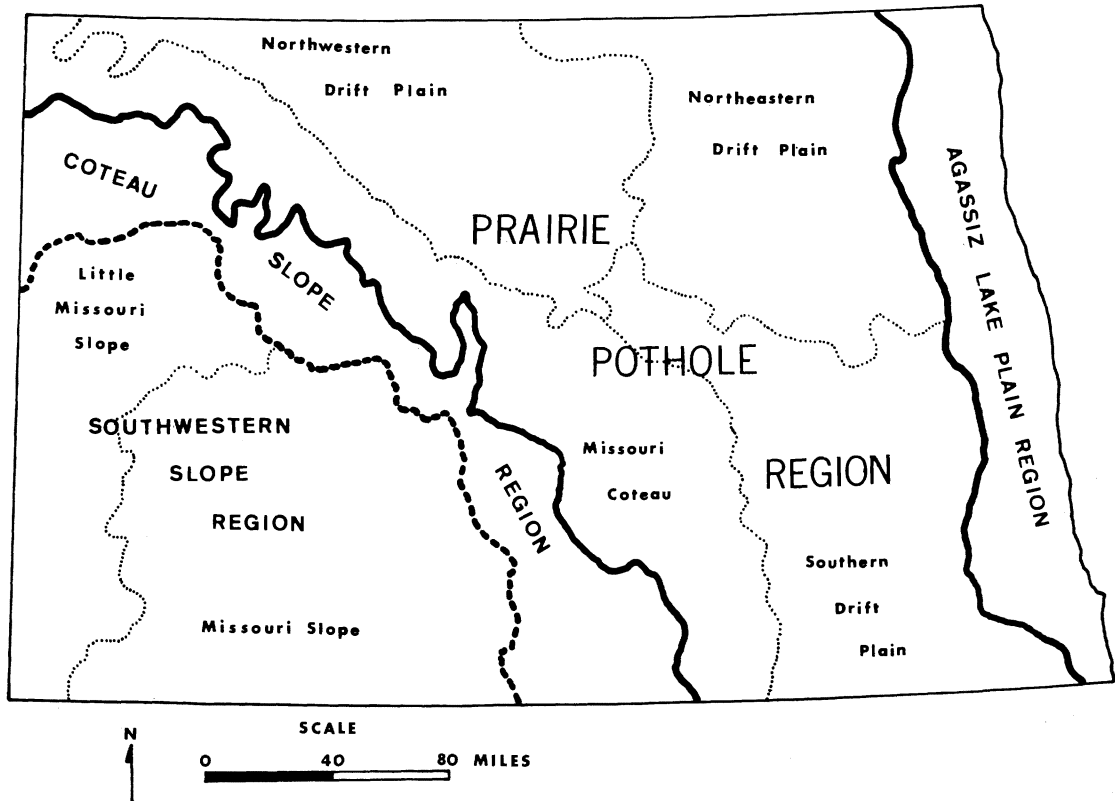 Northwestern
Drift Plain
Northeastern
Drift Plain
COTEAU
SLOPE
REGION
PRAIRIE
POTHOLE
REGION
AGASSIZ LAKE PLAIN REGION
Little
Missouri
Slope
SOUTHWESTERN
SLOPE
REGION
Missouri
Coteau
Southern
Drift
Plain
Missouri Slope
N
SCALE
0 40 80 MILES